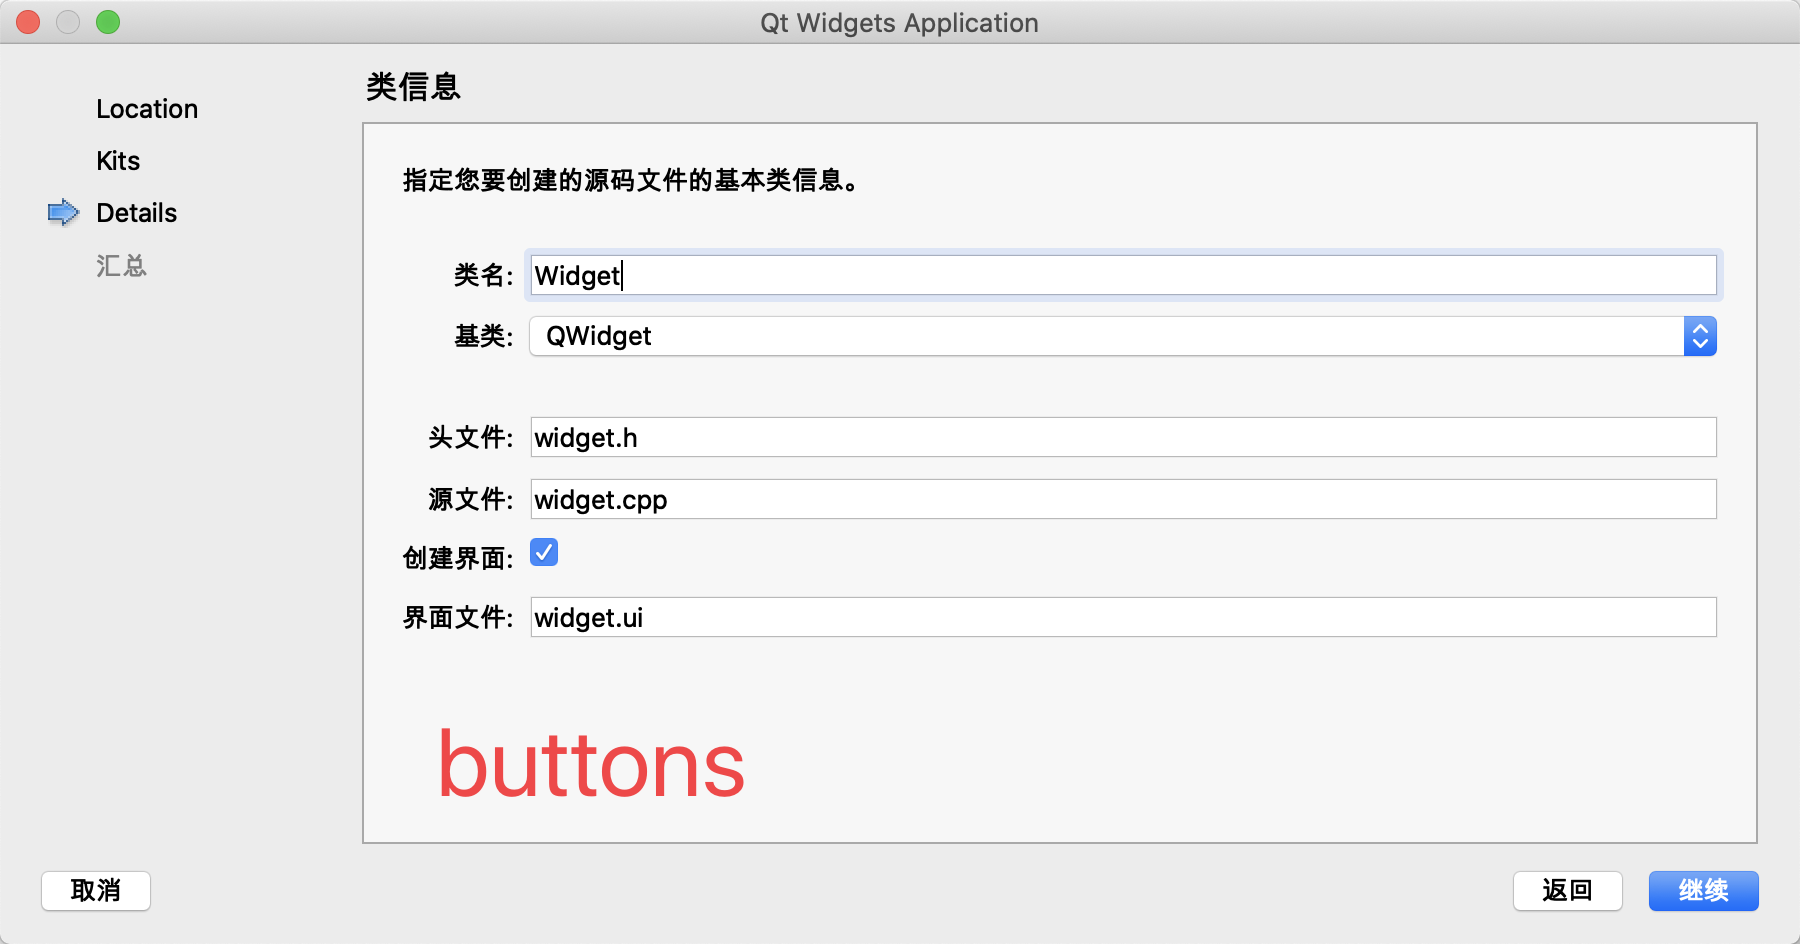 Qt Widgets Application
Location
Kits
Details
汇总
类信息
指定您要创建的源码文件的基本类信息。
类名: Widget
基类: QWidget
头文件: widget.h
源文件: widget.cpp
创建界面:
界面文件: widget.ui
buttons
取消 返回 继续